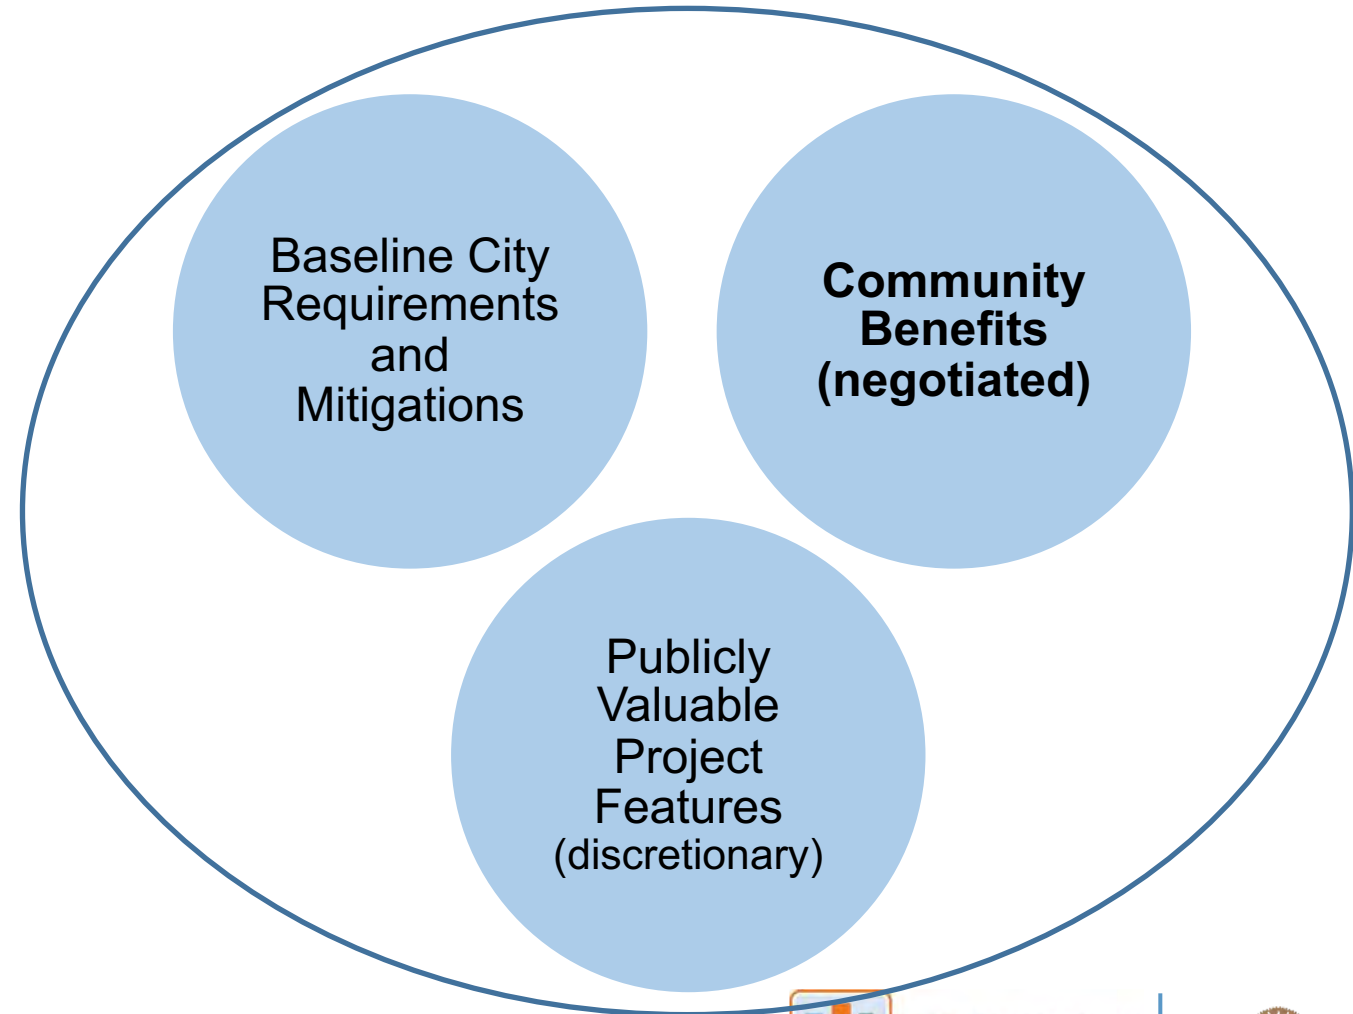 Baseline City
Requirements
and
Mitigations
Community
Benefits
(negotiated)
Publicly
Valuable
Project
Features
(discretionary)